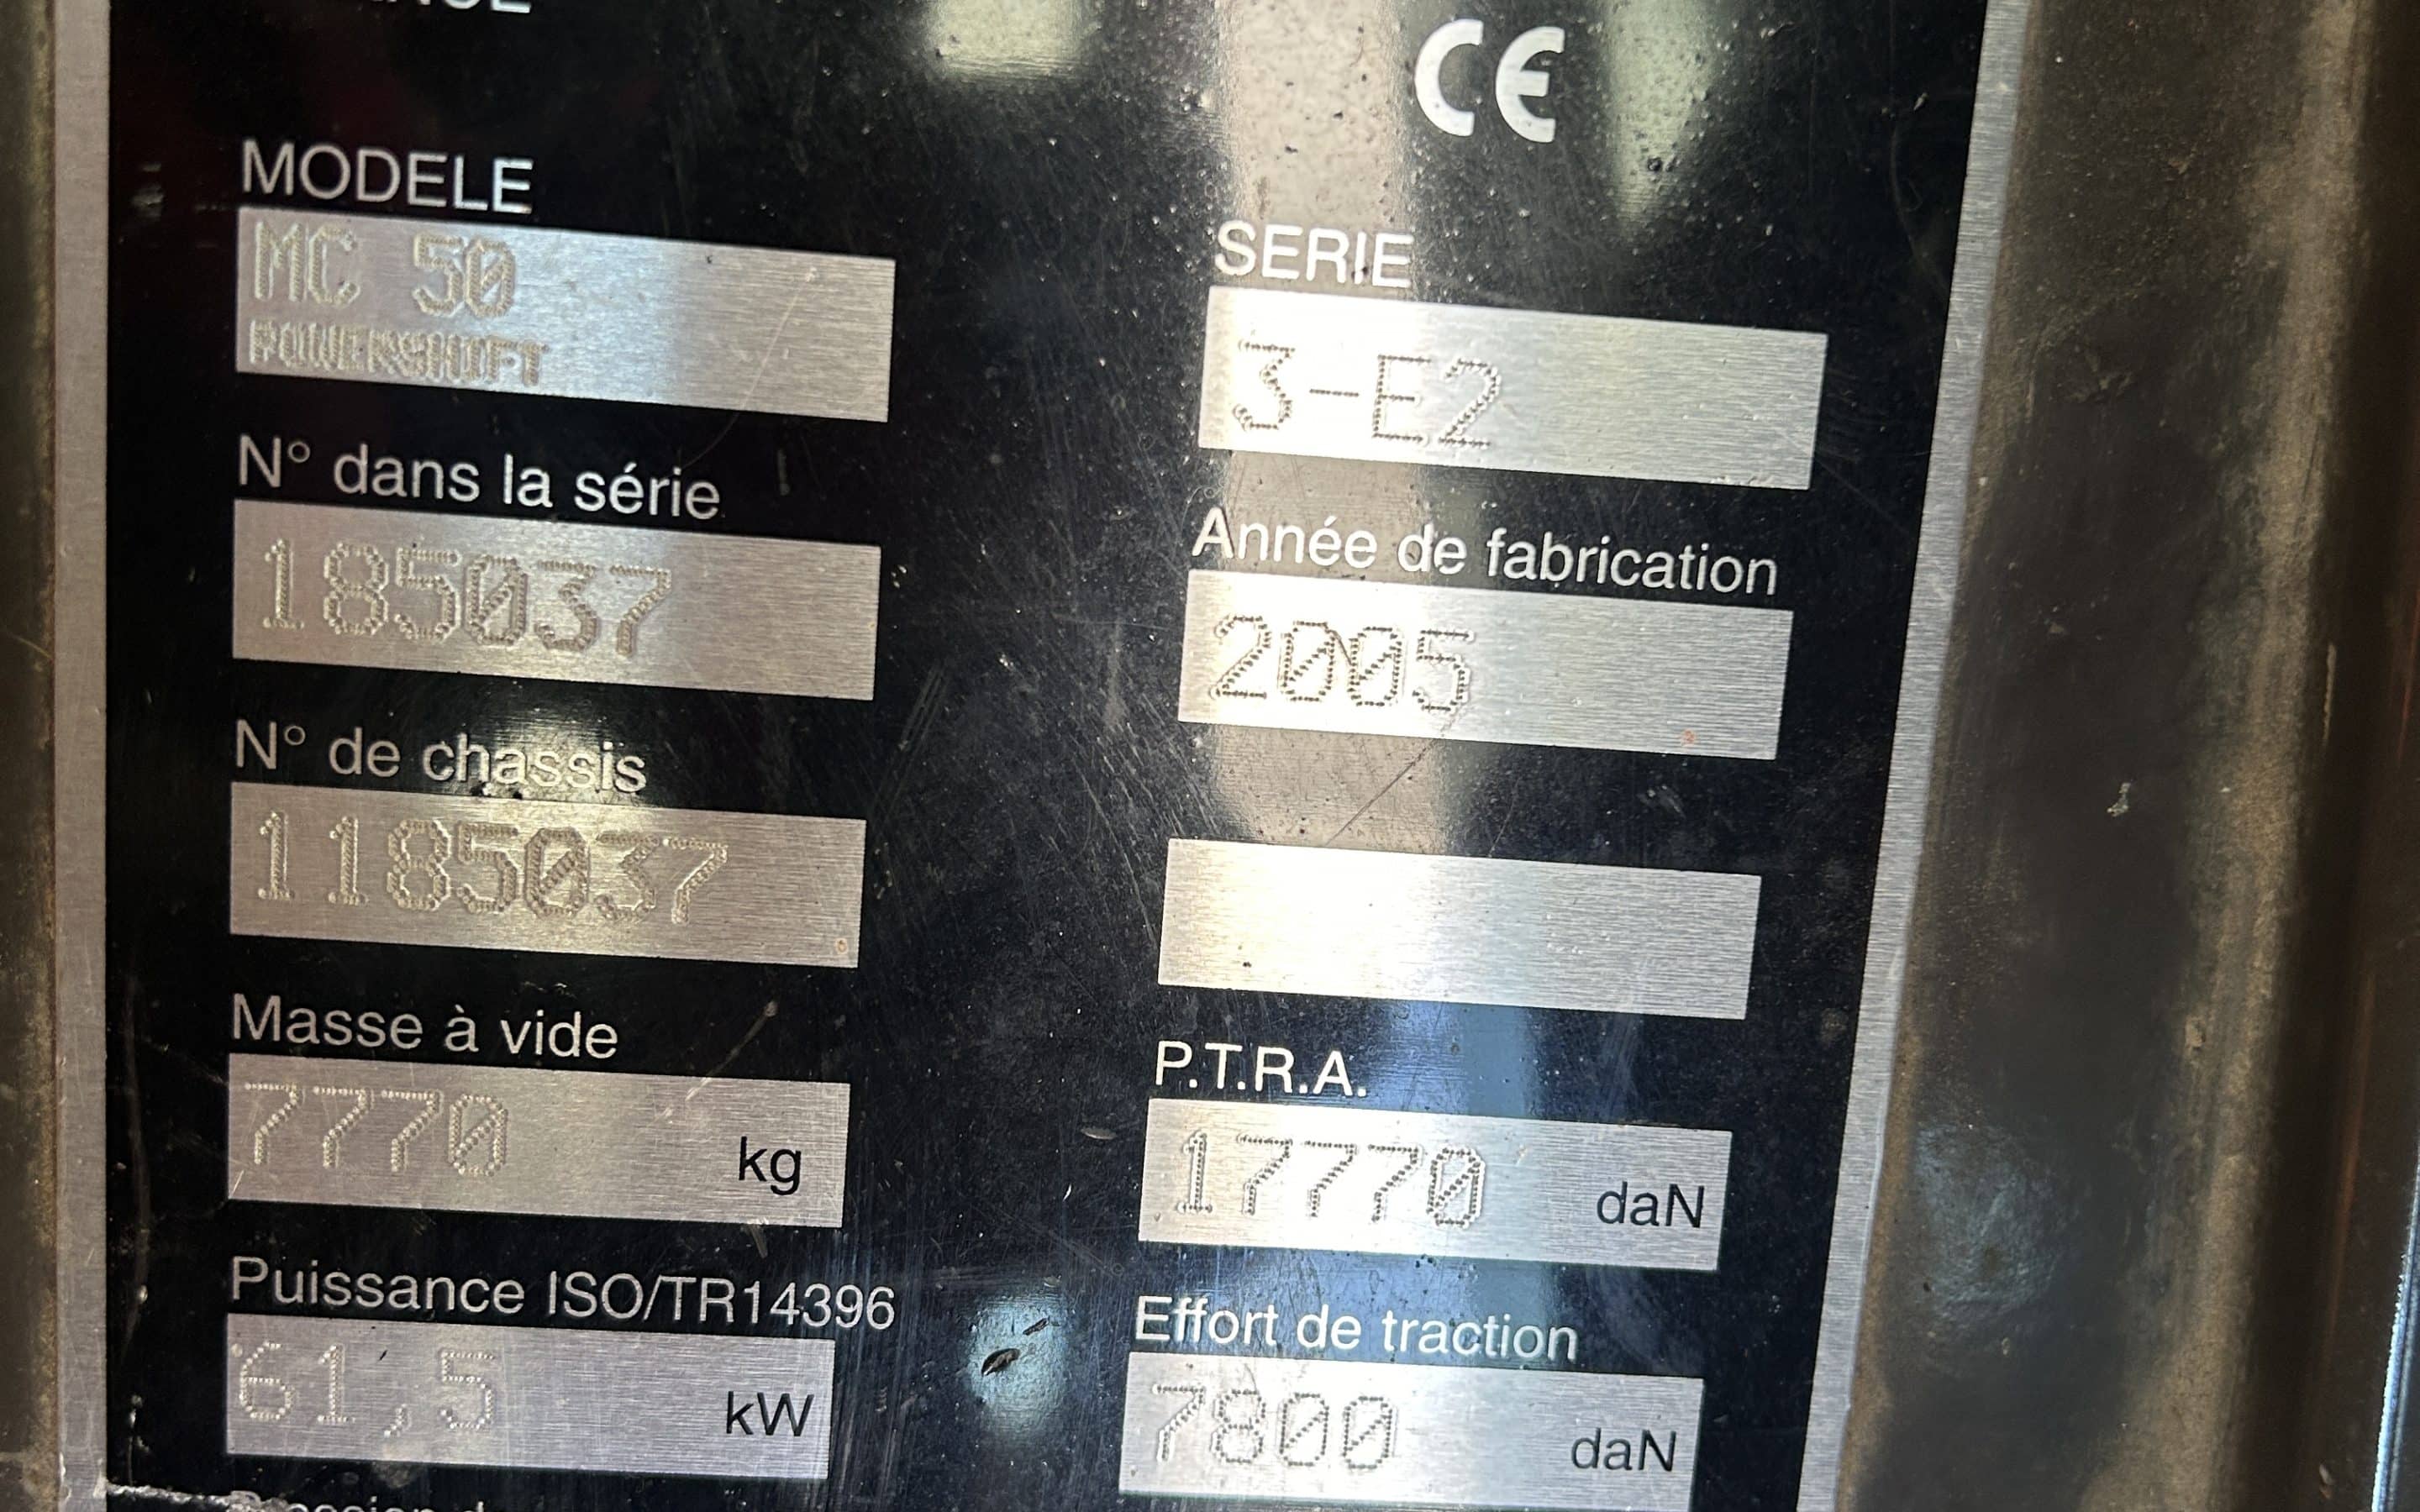 CE
MODELE
MC 50
POWERSHIFT
SERIE
3-E2
N° dans la série
185037
Année de fabrication
2005
N° de chassis
1185037
Masse à vide
7770 kg
P.T.R.A.
17770 daN
Puissance ISO/TR14396
61,5 kW
Effort de traction
7800 daN